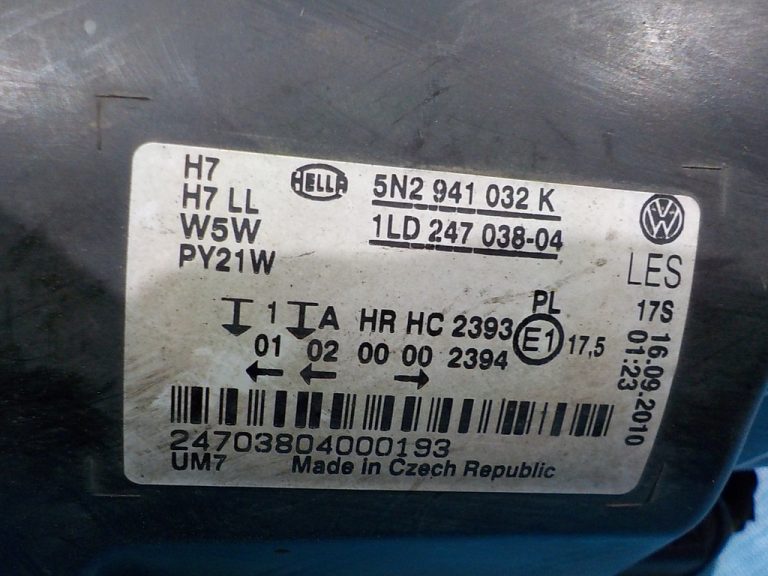 H7
H7 LL
W5W
PY21W
HELLA
5N2 941 032 K
1LD 247 038-04
LES
17S
16.09.2010
01:23
1 A HR HC 2393
PL
E1
17,5
01 02 00 00 2394
24703804000193
UM7
Made in Czech Republic